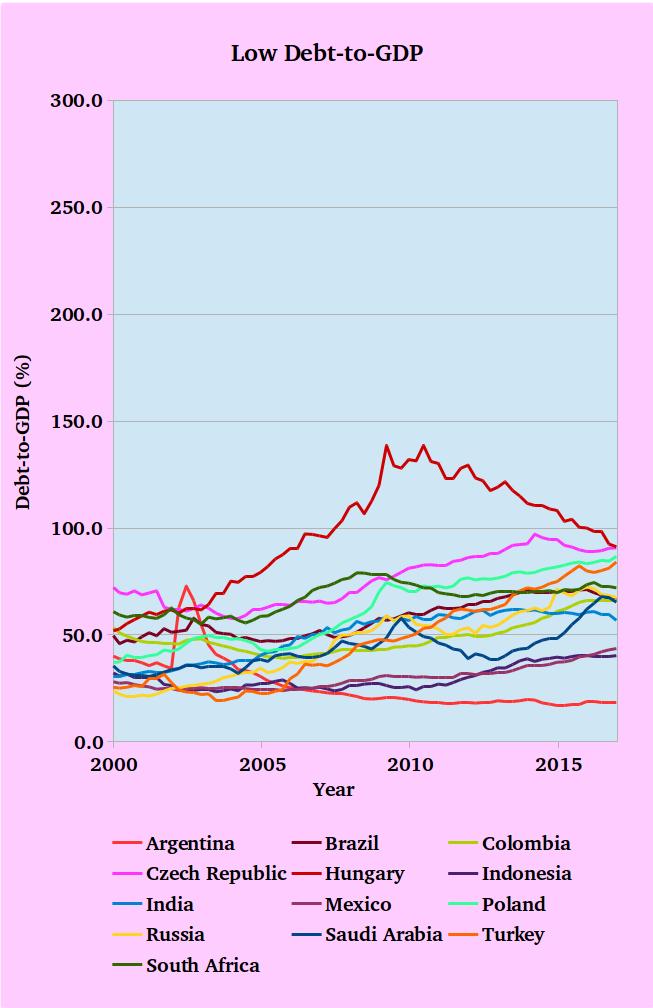 Low Debt-to-GDP
300.0
250.0
200.0
150.0
100.0
50.0
0.0
Debt-to-GDP (%)
2000 2005 2010 2015
Year
Argentina Brazil Colombia
Czech Republic Hungary Indonesia
India Mexico Poland
Russia Saudi Arabia Turkey
South Africa